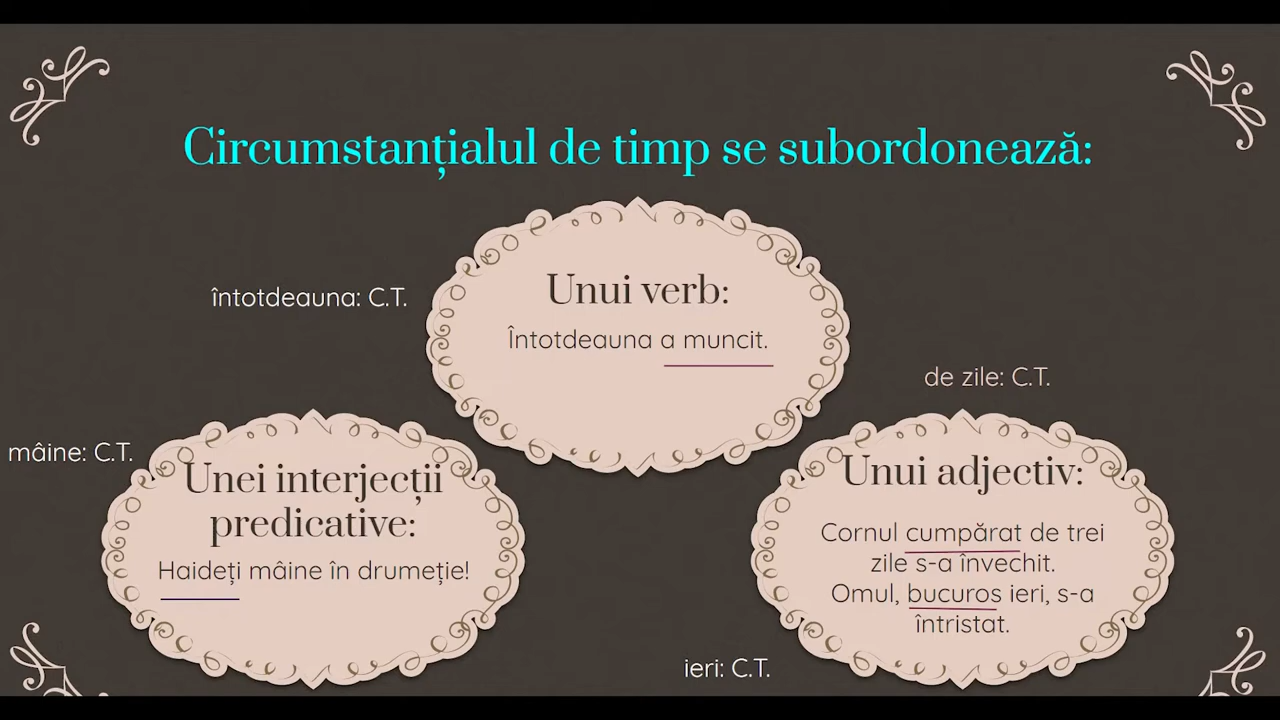 Circumstanțialul de timp se subordonează:
întotdeauna: C.T.
Unui verb:
Întotdeauna a muncit.
mâine: C.T.
Unei interjecții
predicative:
Haideți mâine în drumeție!
de zile: C.T.
Unui adjectiv:
Cornul cumpărat de trei
zile s-a învechit.
Omul, bucuros ieri, s-a
întristat.
ieri: C.T.